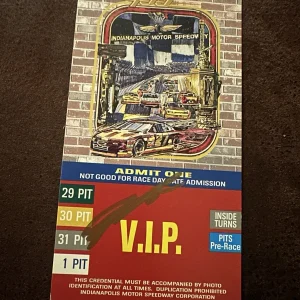 INDIANAPOLIS MOTOR SPEEDWAY
ADMIT ONE
NOT GOOD FOR RACE DAY GATE ADMISSION
29 PIT
30 PIT
31 PIT
1 PIT
V.I.P.
INSIDE
TURNS
PITS
Pre-Race
THIS CREDENTIAL MUST BE ACCOMPANIED BY PHOTO
IDENTIFICATION AT ALL TIMES. DUPLICATION PROHIBITED
INDIANAPOLIS MOTOR SPEEDWAY CORPORATION